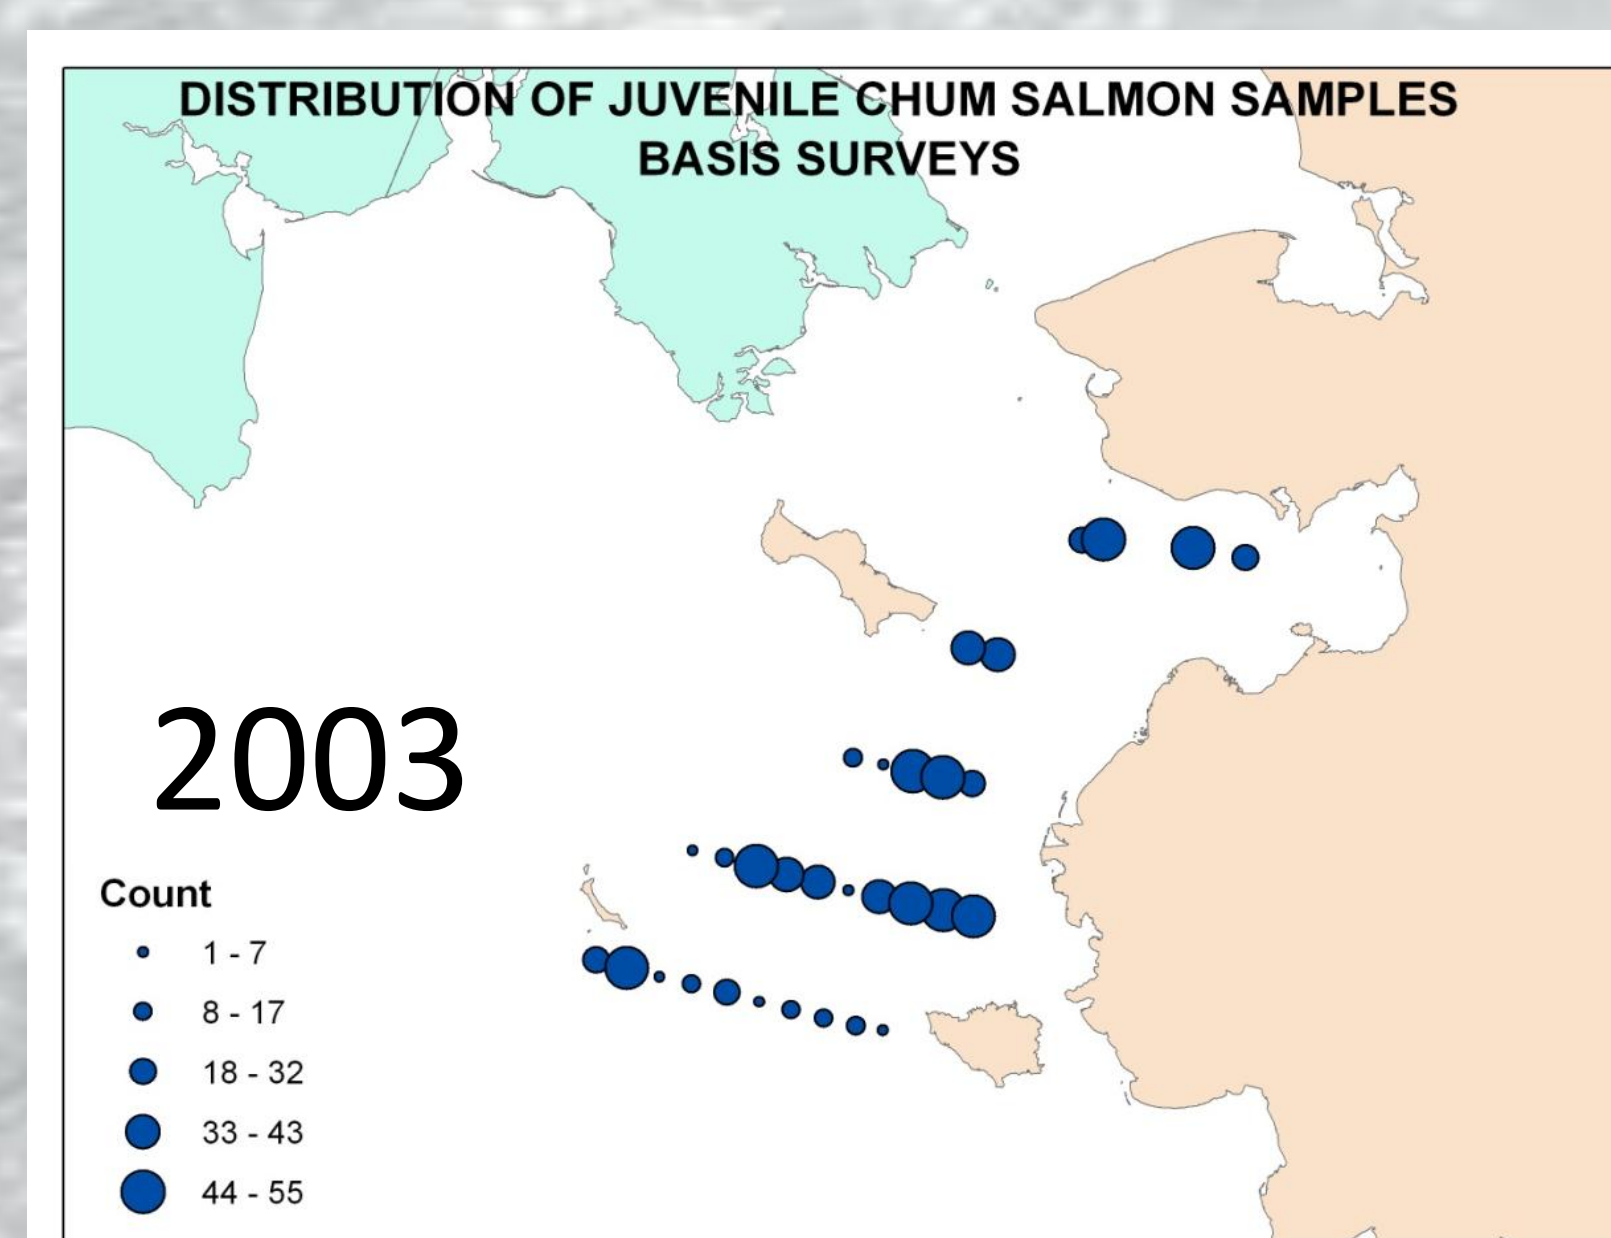 DISTRIBUTION OF JUVENILE CHUM SALMON SAMPLES
BASIS SURVEYS
2003
Count
1 - 7
8 - 17
18 - 32
33 - 43
44 - 55